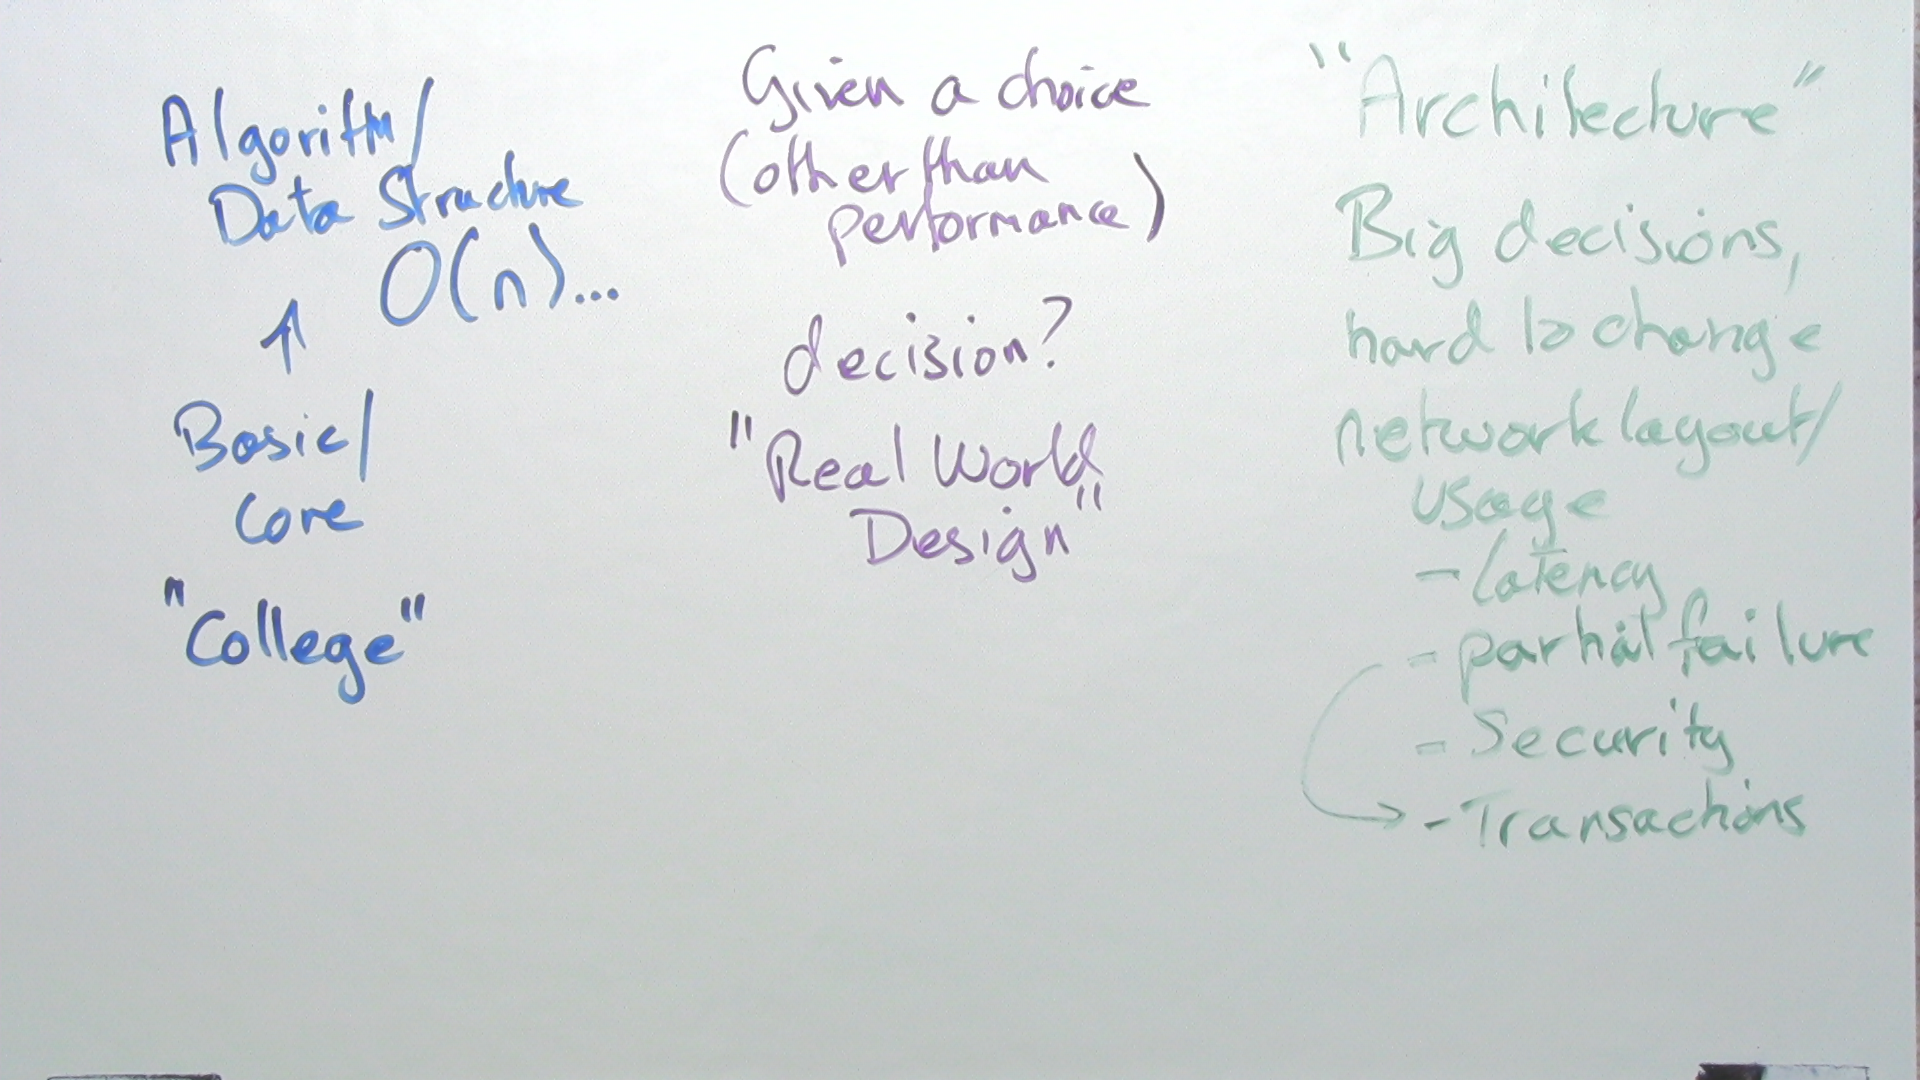 Algorithm/
Data Structure
O(n)...
Basic/
Core
"College"
Given a choice
(other than
performance)
decision?
"Real World
Design"
"Architecture"
Big decisions,
hard to change
network layout/
usage
- latency
- partial failure
- Security
- Transactions